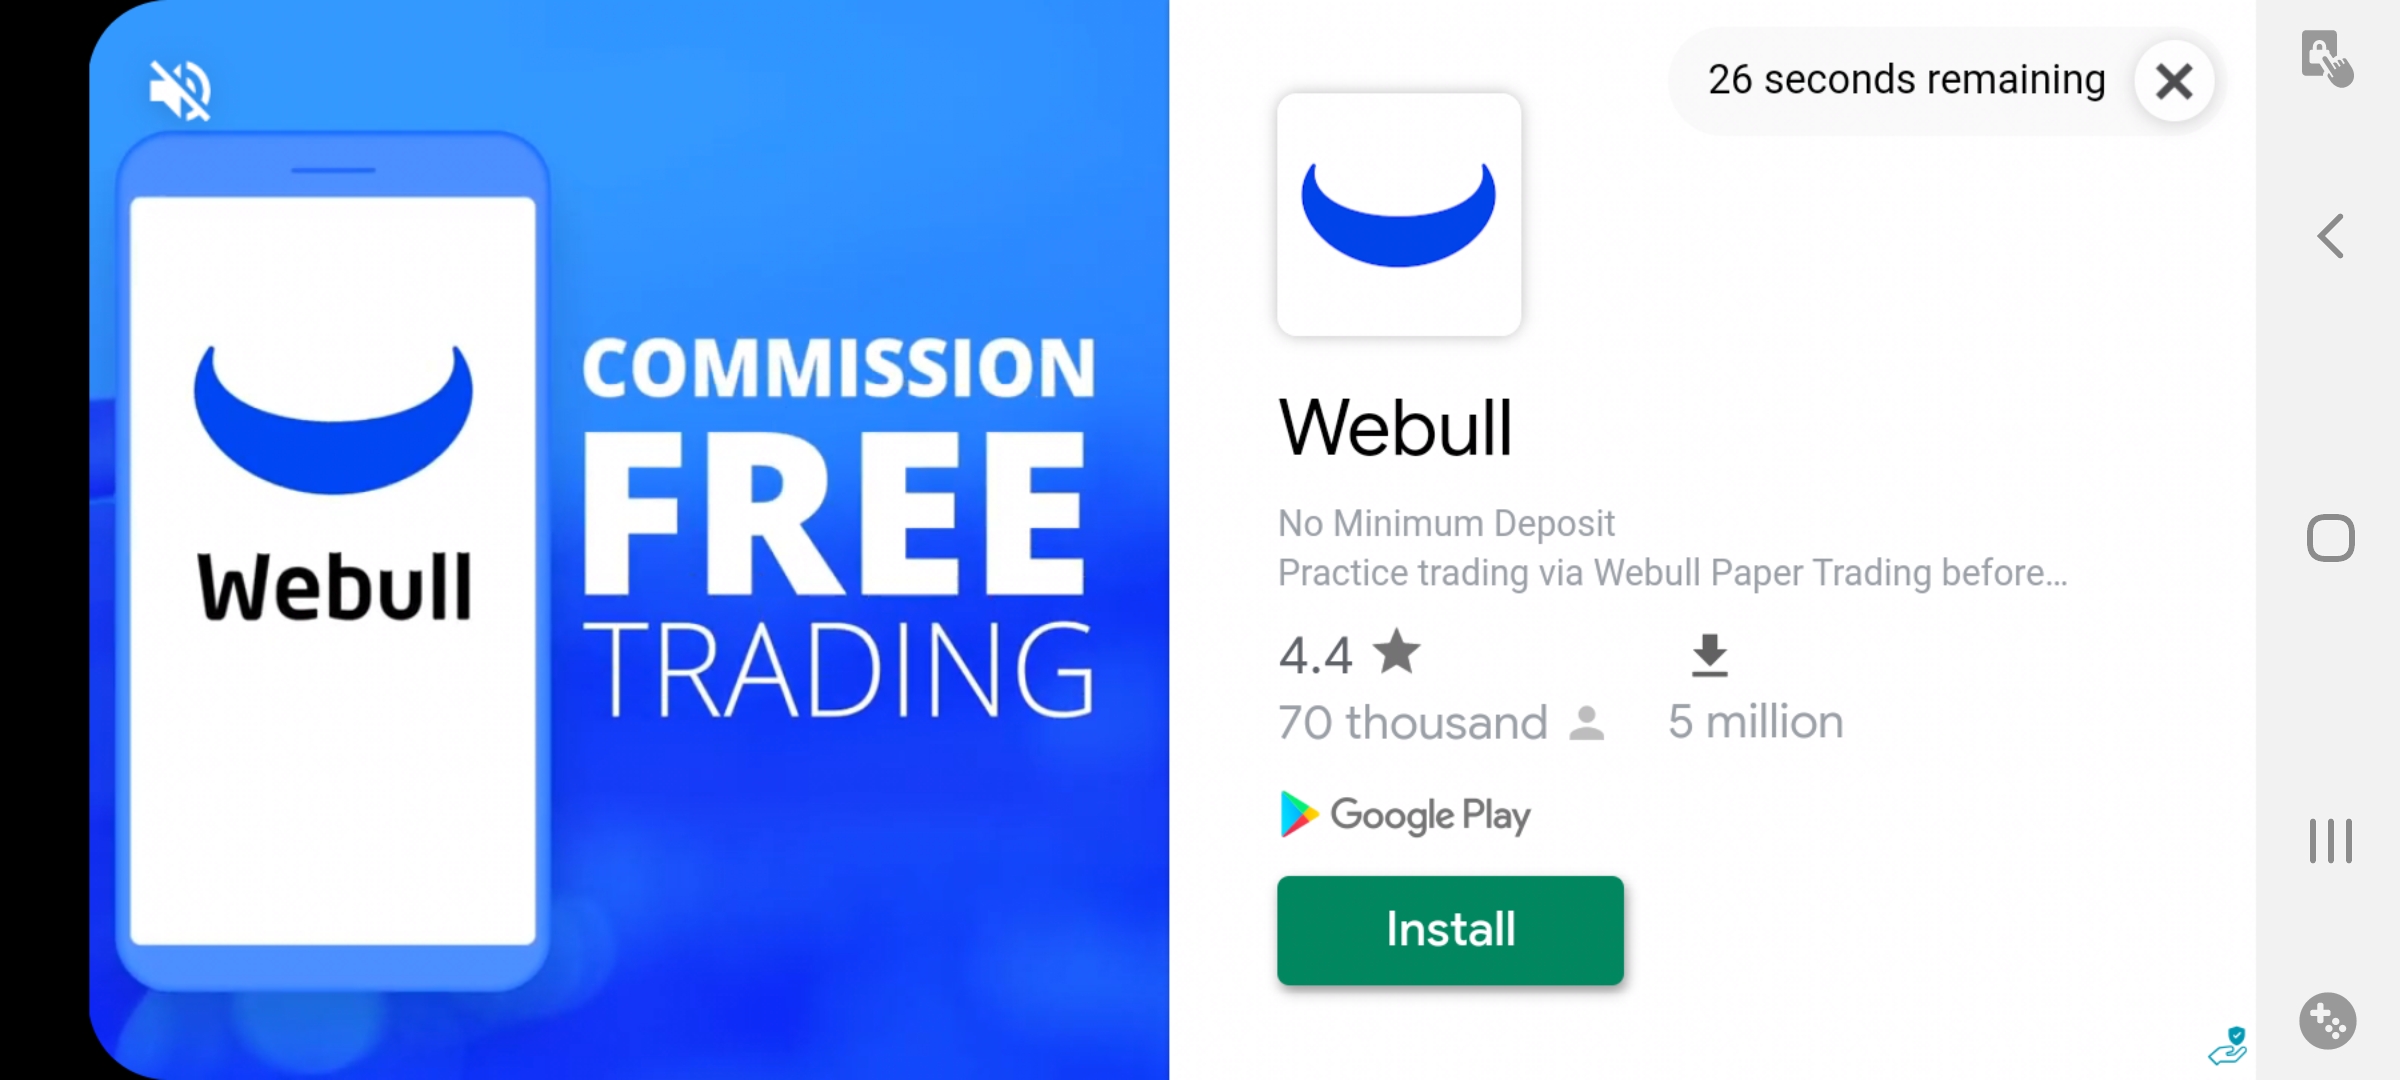 Webull
COMMISSION
FREE
TRADING
26 seconds remaining
Webull
No Minimum Deposit
Practice trading via Webull Paper Trading before...
4.4
70 thousand
5 million
Google Play
Install